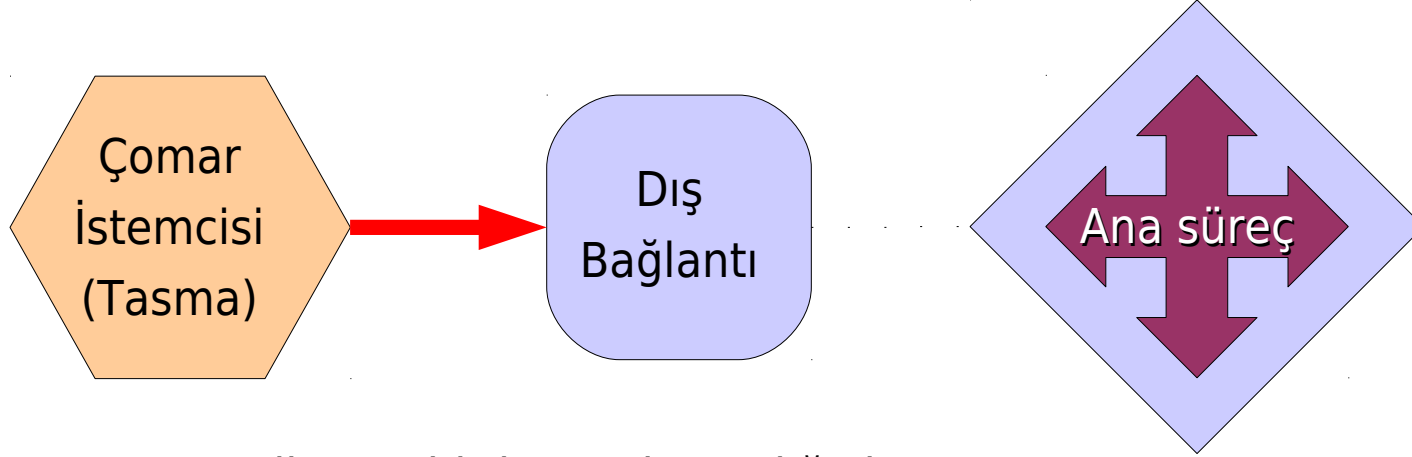 Çomar
İstemcisi
(Tasma)
Dış
Bağlantı
Ana süreç